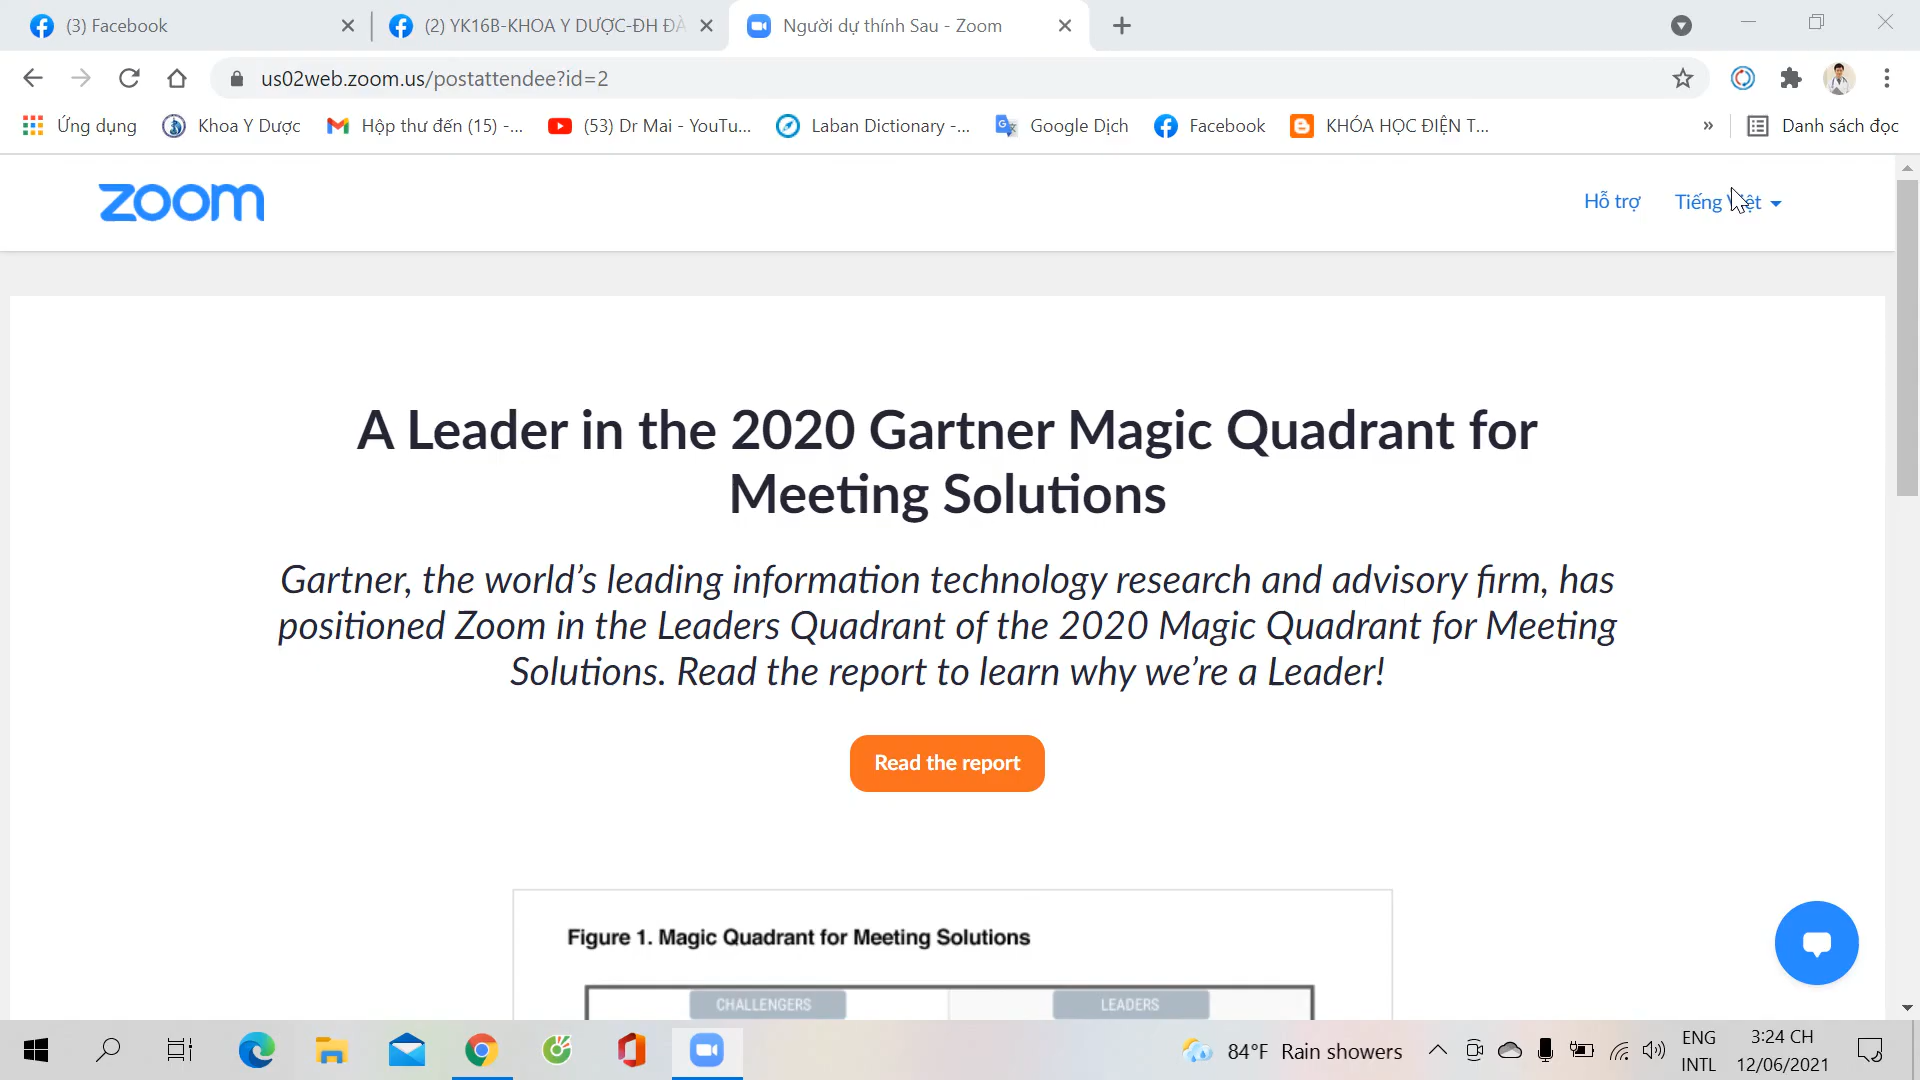 (3) Facebook
(2) YK16B-KHOA Y DƯỢC-ĐH ĐÀ
Người dự thính Sau - Zoom
us02web.zoom.us/postattendee?id=2
Ứng dụng
Khoa Y Dược
Hộp thư đến (15) -...
(53) Dr Mai - YouTu...
Laban Dictionary -...
Google Dịch
Facebook
KHÓA HỌC ĐIỆN T...
»
Danh sách đọc
zoom
Hỗ trợ
Tiếng Việt
A Leader in the 2020 Gartner Magic Quadrant for
Meeting Solutions
Gartner, the world’s leading information technology research and advisory firm, has
positioned Zoom in the Leaders Quadrant of the 2020 Magic Quadrant for Meeting
Solutions. Read the report to learn why we’re a Leader!
Read the report
Figure 1. Magic Quadrant for Meeting Solutions
CHALLENGERS
LEADERS
84°F Rain showers
ENG
INTL
3:24 CH
12/06/2021